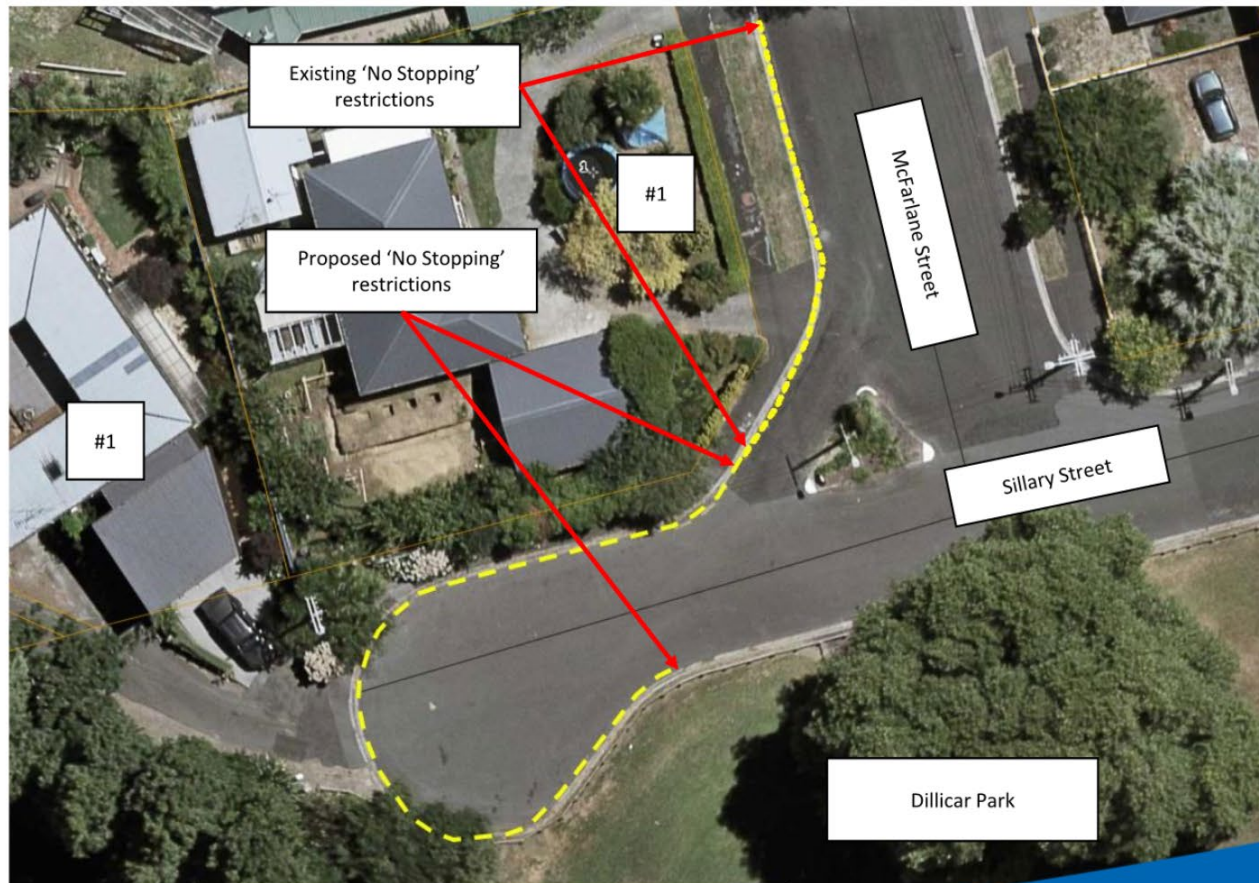 Existing ‘No Stopping’
restrictions
#1
McFarlane Street
Proposed ‘No Stopping’
restrictions
#1
Sillary Street
Dillicar Park